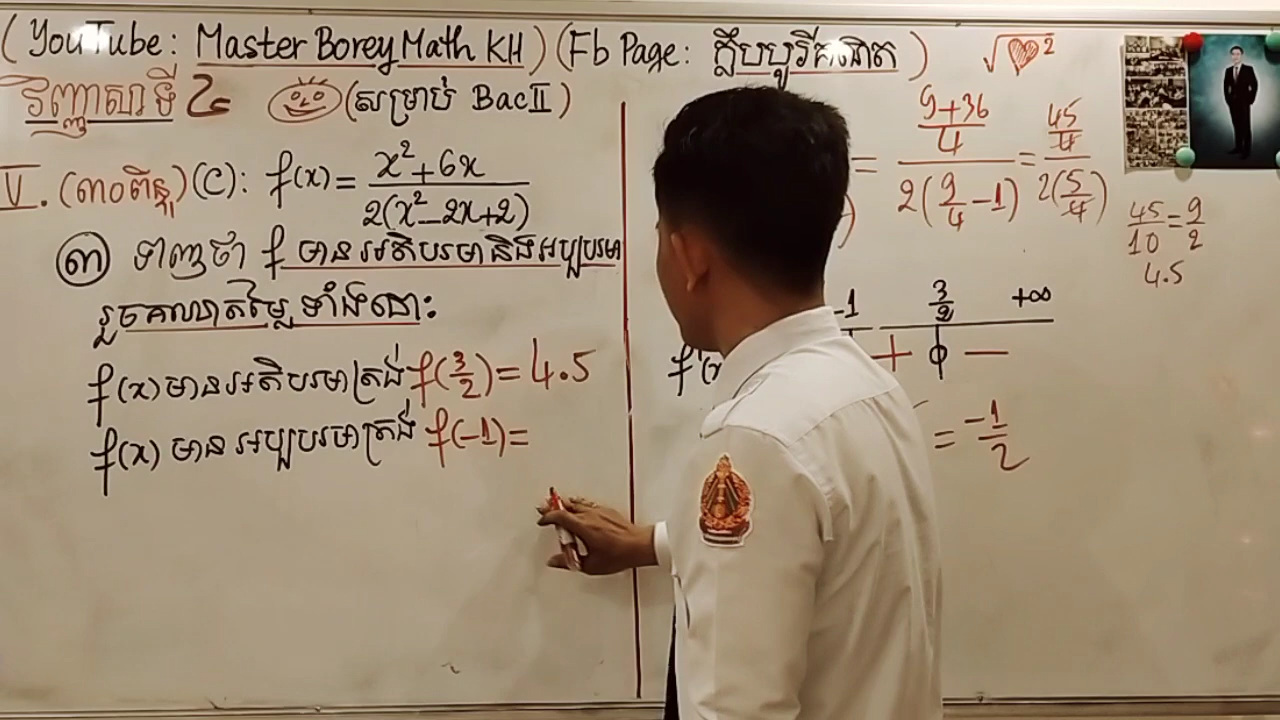 (YouTube: Master Borey Math KH) (Fb Page: ក្លឹបបូរីគណិត)
វិញ្ញាសាទី 2 (សម្រាប់ BacII)
V. (៣០ពិន្ទុ) (C): f(x) = x²+6x / 2(x²-2x+2)
៣ ទាញថា f មានអតិបរមានិងអប្បបរមា
រួចគណនាតម្លៃទាំងនោះ:
f(x) មានអតិបរមាត្រង់ f(3/2) = 4.5
f(x) មានអប្បបរមាត្រង់ f(-1) =
√♥²
= (9+36)/4 / 2(9/4 - 1) = 45/4 / 2(5/4)
45/10 = 9/2
4.5
-1 3/2 +∞
f'(x + 0 —
= -1/2